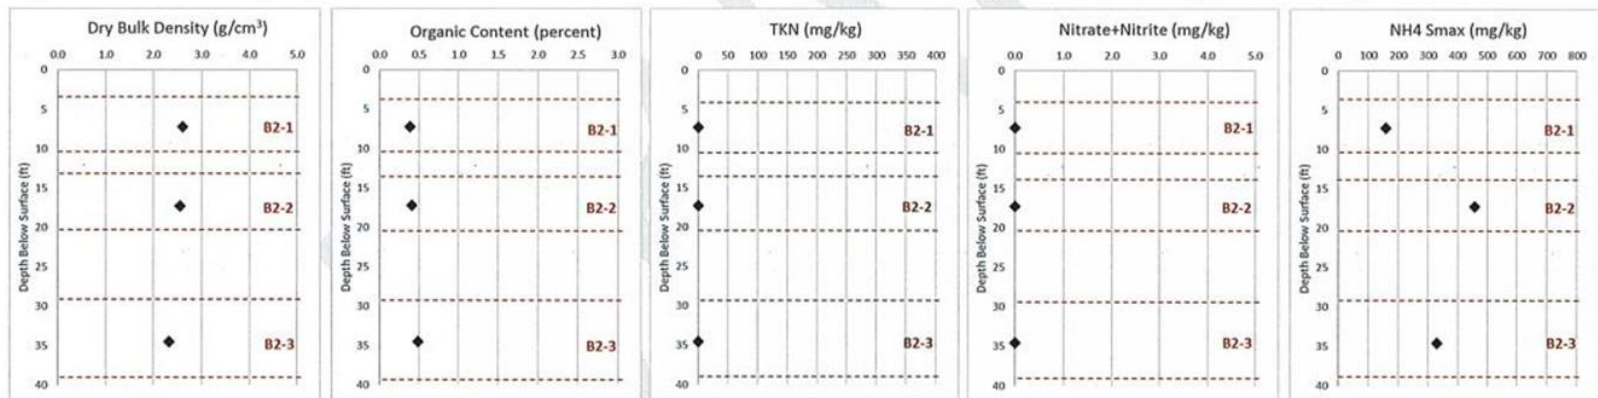 Dry Bulk Density (g/cm³)
0.0 1.0 2.0 3.0 4.0 5.0
0
5
10
15
20
25
30
35
40
Depth Below Surface (ft)
B2-1
B2-2
B2-3
Organic Content (percent)
0.0 0.5 1.0 1.5 2.0 2.5 3.0
0
5
10
15
20
25
30
35
40
Depth Below Surface (ft)
B2-1
B2-2
B2-3
TKN (mg/kg)
0 50 100 150 200 250 300 350 400
0
5
10
15
20
25
30
35
40
Depth Below Surface (ft)
B2-1
B2-2
B2-3
Nitrate+Nitrite (mg/kg)
0.0 1.0 2.0 3.0 4.0 5.0
0
5
10
15
20
25
30
35
40
Depth Below Surface (ft)
B2-1
B2-2
B2-3
NH4 Smax (mg/kg)
0 100 200 300 400 500 600 700 800
0
5
10
15
20
25
30
35
40
Depth Below Surface (ft)
B2-1
B2-2
B2-3